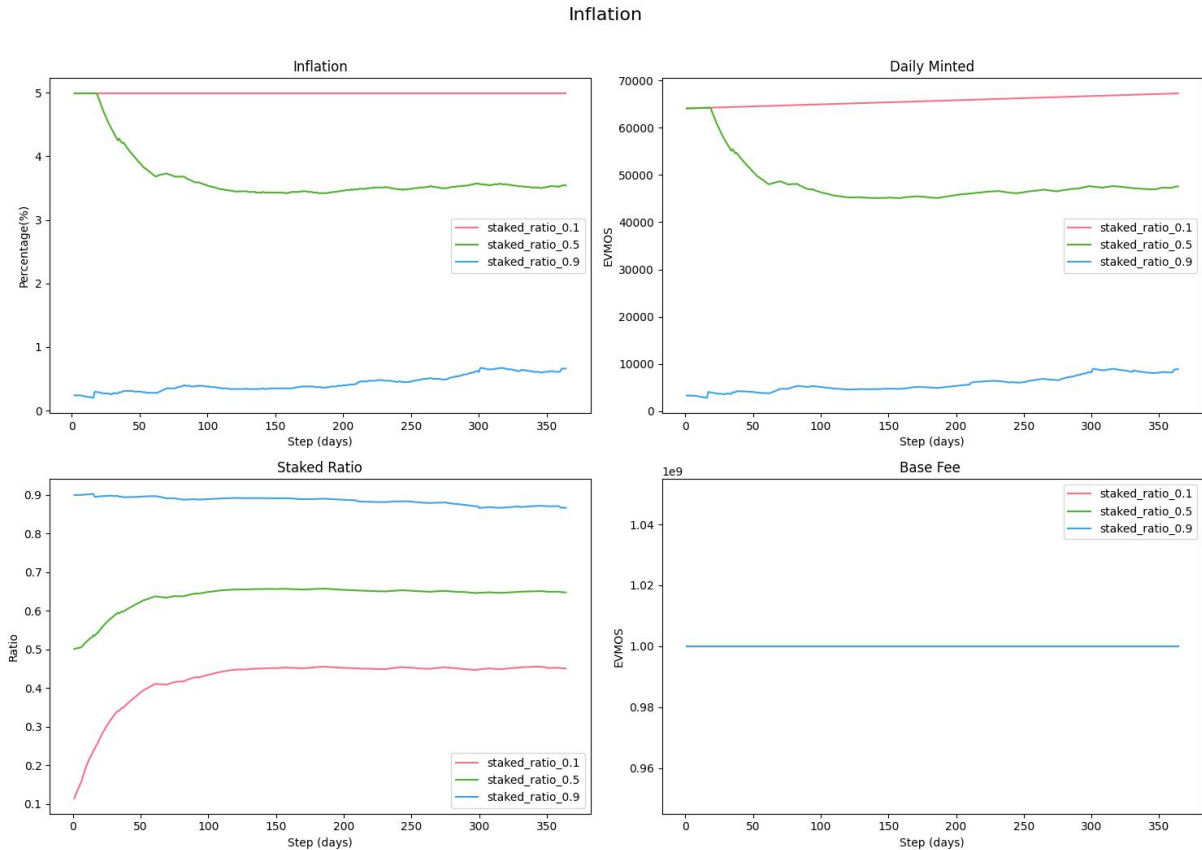 Inflation
Inflation
5
4
3
2
1
0
Percentage(%)
staked_ratio_0.1
staked_ratio_0.5
staked_ratio_0.9
0 50 100 150 200 250 300 350
Step (days)
Daily Minted
70000
60000
50000
40000
30000
20000
10000
0
EVMOS
staked_ratio_0.1
staked_ratio_0.5
staked_ratio_0.9
0 50 100 150 200 250 300 350
Step (days)
Staked Ratio
0.9
0.8
0.7
0.6
0.5
0.4
0.3
0.2
0.1
Ratio
staked_ratio_0.1
staked_ratio_0.5
staked_ratio_0.9
0 50 100 150 200 250 300 350
Step (days)
Base Fee
1e9
1.04
1.02
1.00
0.98
0.96
EVMOS
staked_ratio_0.1
staked_ratio_0.5
staked_ratio_0.9
0 50 100 150 200 250 300 350
Step (days)